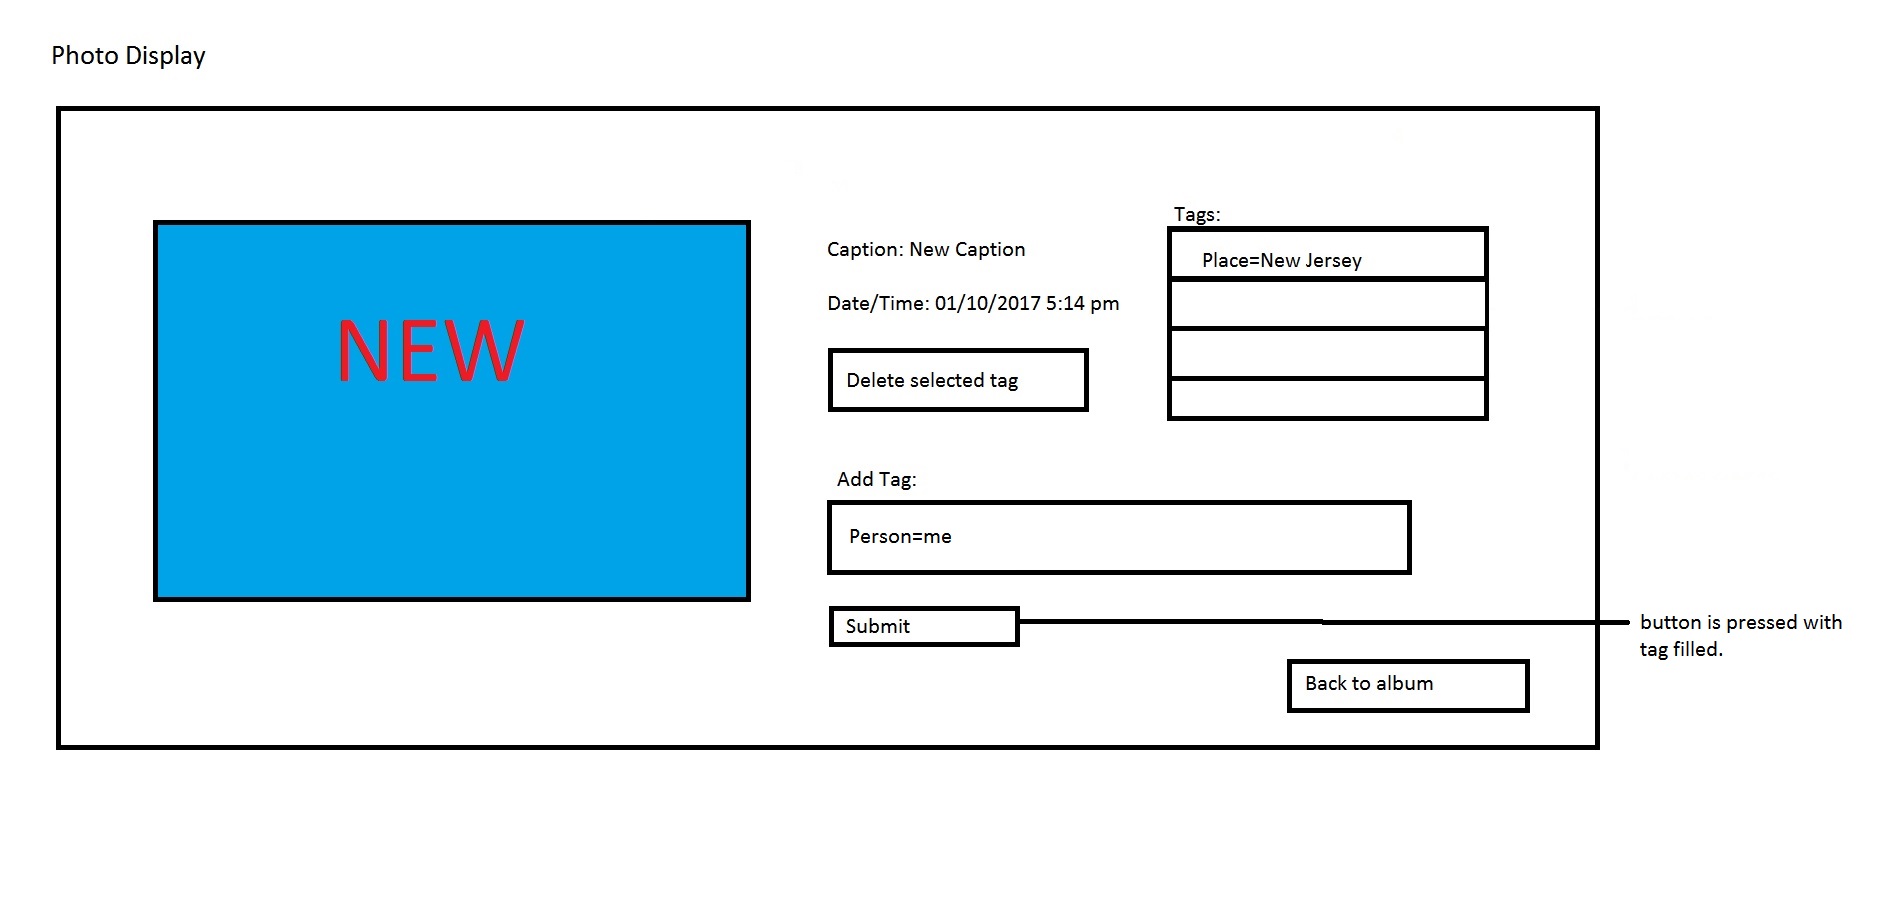 Photo Display
NEW
Caption: New Caption
Date/Time: 01/10/2017 5:14 pm
Delete selected tag
Tags:
Place=New Jersey
Add Tag:
Person=me
Submit
button is pressed with
tag filled.
Back to album